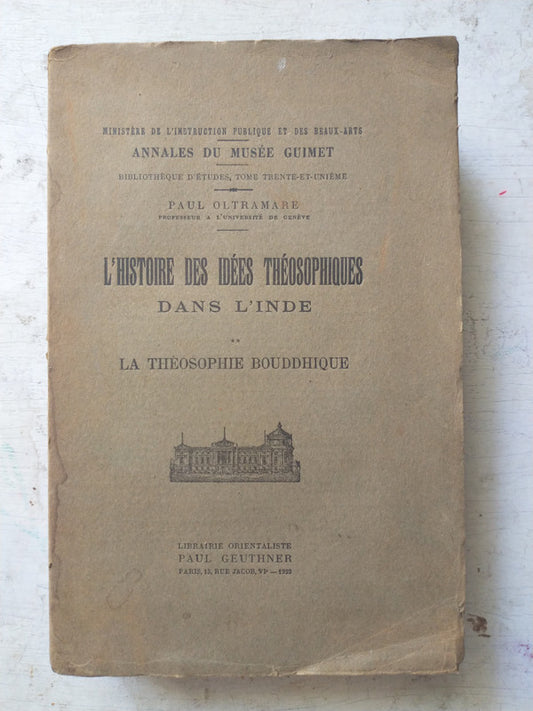 MINISTÈRE DE L'INSTRUCTION PUBLIQUE ET DES BEAUX-ARTS
ANNALES DU MUSÉE GUIMET
BIBLIOTHÈQUE D'ÉTUDES, TOME TRENTE-ET-UNIÈME
PAUL OLTRAMARE
PROFESSEUR A L'UNIVERSITÉ DE GENÈVE
L'HISTOIRE DES IDÉES THÉOSOPHIQUES
DANS L'INDE
**
LA THÉOSOPHIE BOUDDHIQUE
LIBRAIRIE ORIENTALISTE
PAUL GEUTHNER
PARIS, 13, RUE JACOB, VIᵉ — 1923